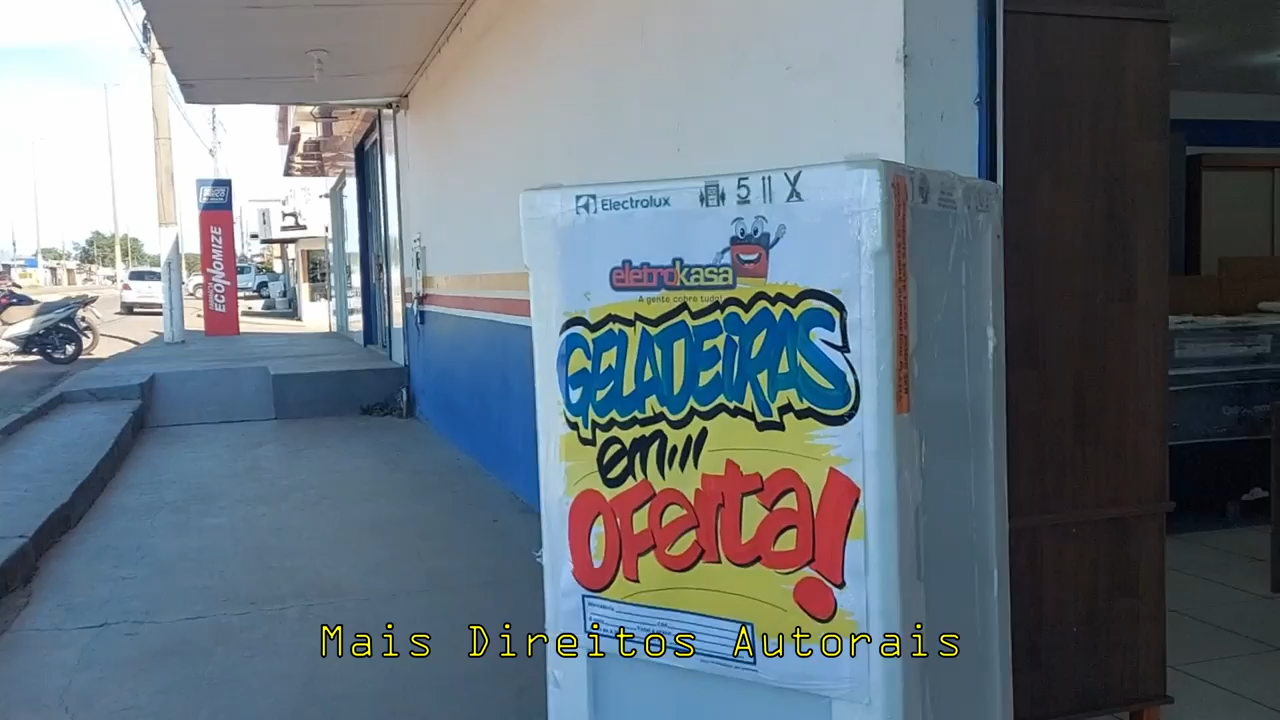 ECONOMIZE
Electrolux
5
eletrokasa
A gente cobre tudo!
GELADEIRAS
em...
OFerta!
Mais Direitos Autorais